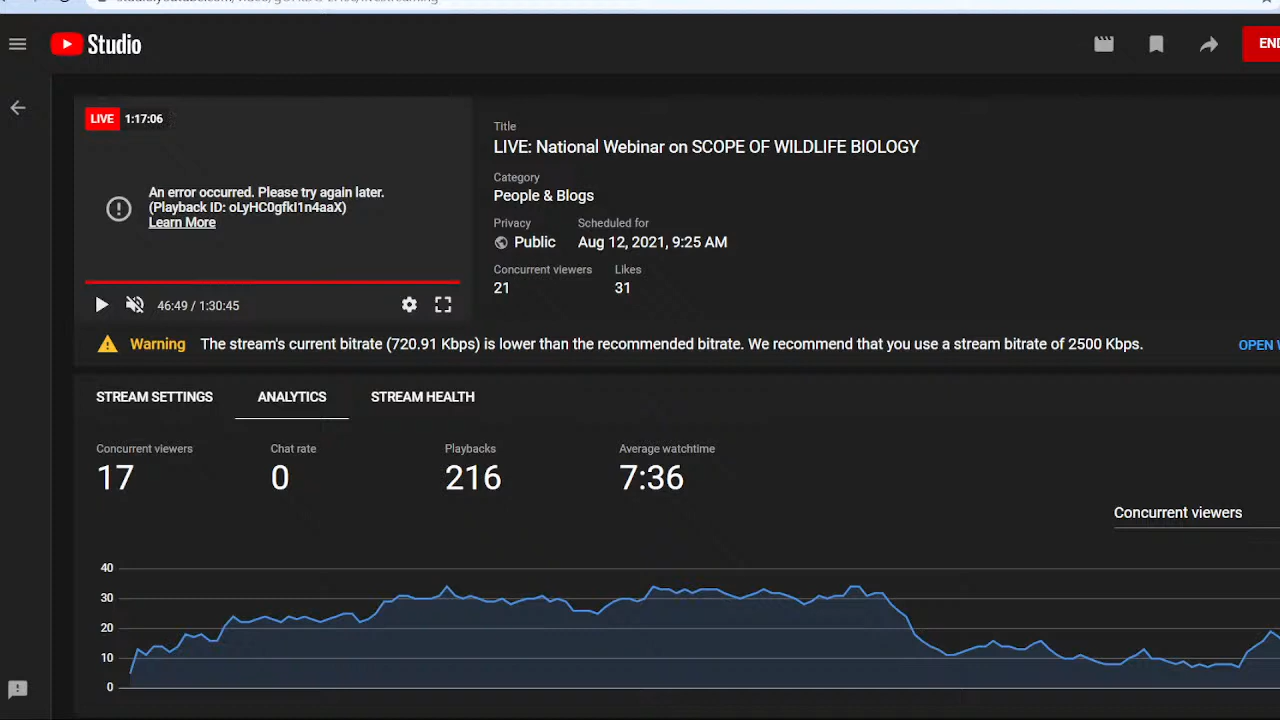 Studio
END
LIVE 1:17:06
An error occurred. Please try again later.
(Playback ID: oLyHC0gfkI1n4aaX)
Learn More
46:49 / 1:30:45
Title
LIVE: National Webinar on SCOPE OF WILDLIFE BIOLOGY
Category
People & Blogs
Privacy Scheduled for
Public Aug 12, 2021, 9:25 AM
Concurrent viewers Likes
21 31
Warning The stream's current bitrate (720.91 Kbps) is lower than the recommended bitrate. We recommend that you use a stream bitrate of 2500 Kbps.
OPEN
STREAM SETTINGS ANALYTICS STREAM HEALTH
Concurrent viewers Chat rate Playbacks Average watchtime
17 0 216 7:36
Concurrent viewers
40
30
20
10
0